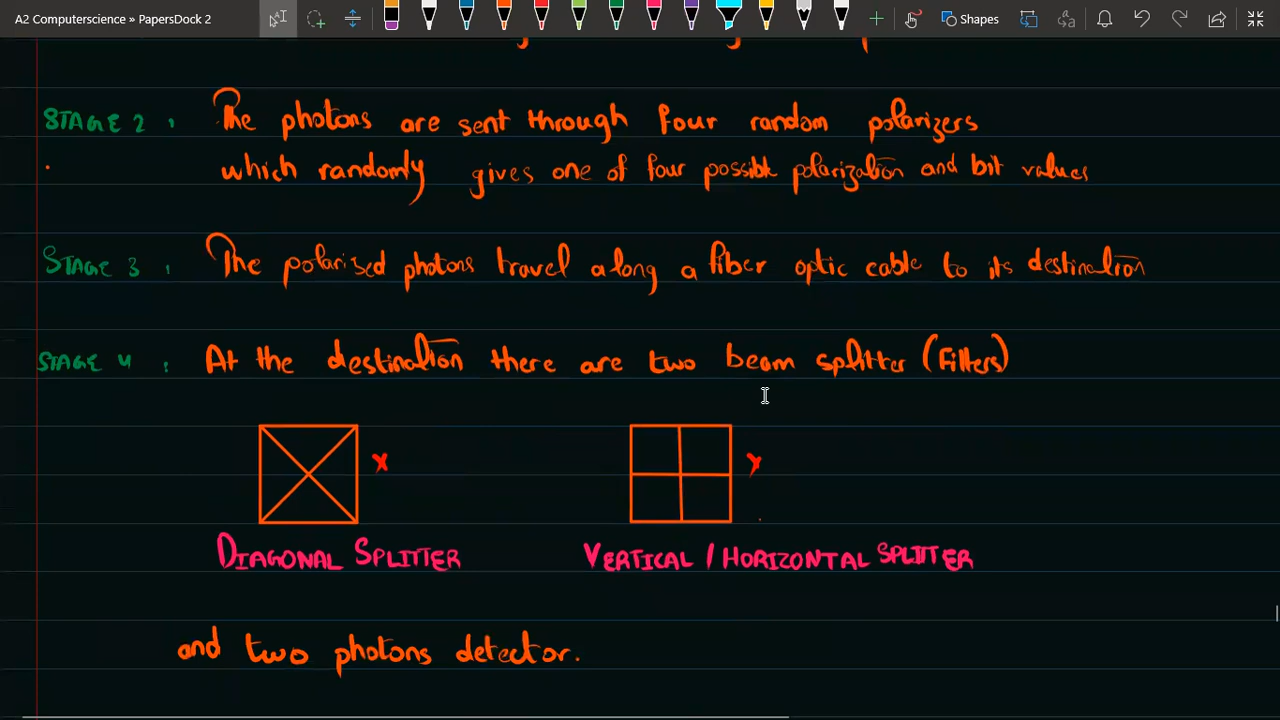 A2 Computerscience » PapersDock 2
Shapes
STAGE 2 : The photons are sent through four random polarizers
which randomly gives one of four possible polarization and bit values
STAGE 3 : The polarised photons travel along a fiber optic cable to its destination
STAGE 4 : At the destination there are two beam splitter (Filters)
DIAGONAL SPLITTER
VERTICAL / HORIZONTAL SPLITTER
and two photons detector.